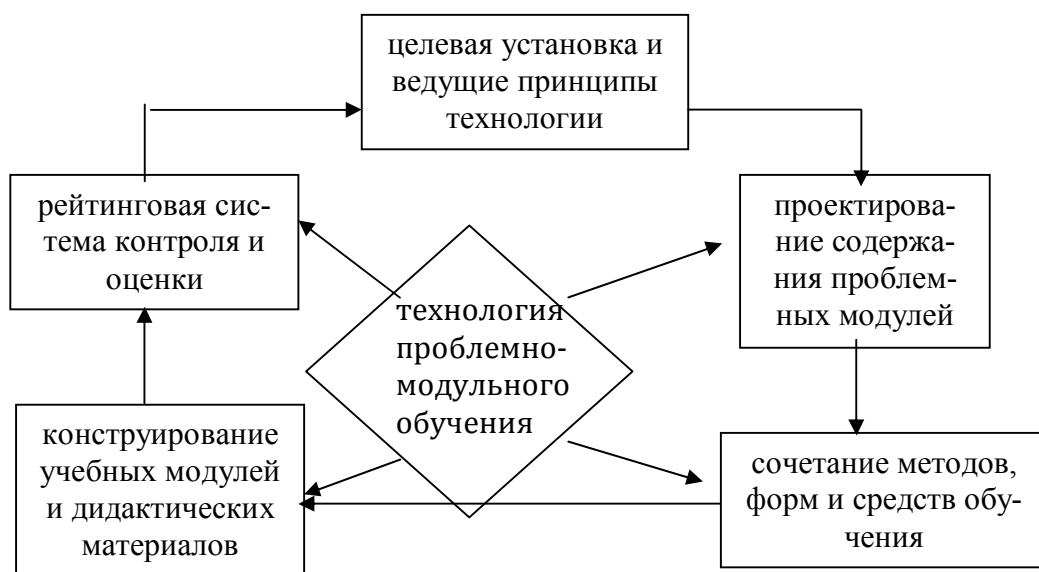 целевая установка и
ведущие принципы
технологии
рейтинговая сис-
тема контроля и
оценки
проектирова-
ние содержа-
ния проблем-
ных модулей
технология
проблемно-
модульного
обучения
конструирование
учебных модулей
и дидактических
материалов
сочетание методов,
форм и средств обу-
чения